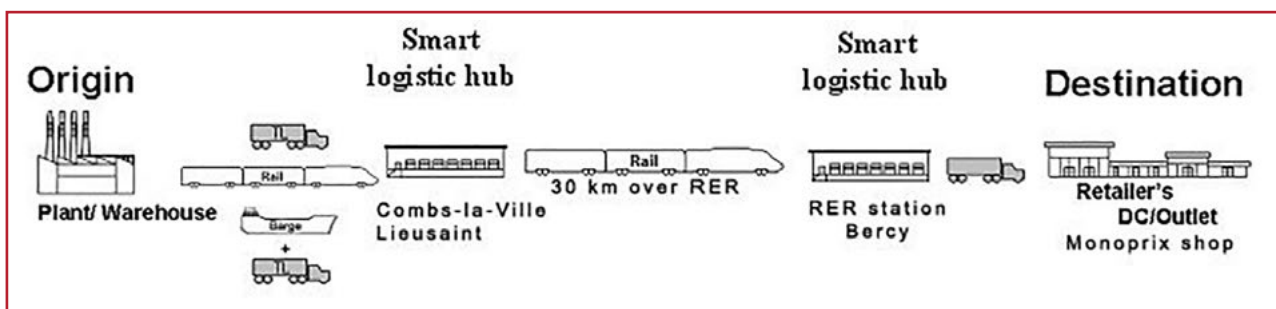 Origin
Plant/ Warehouse
TL
Rail
Barge
+
TL
Smart
logistic hub
Combs-la-Ville
Lieusaint
Rail
30 km over RER
Smart
logistic hub
RER station
Bercy
Destination
Retailer's
DC/Outlet
Monoprix shop